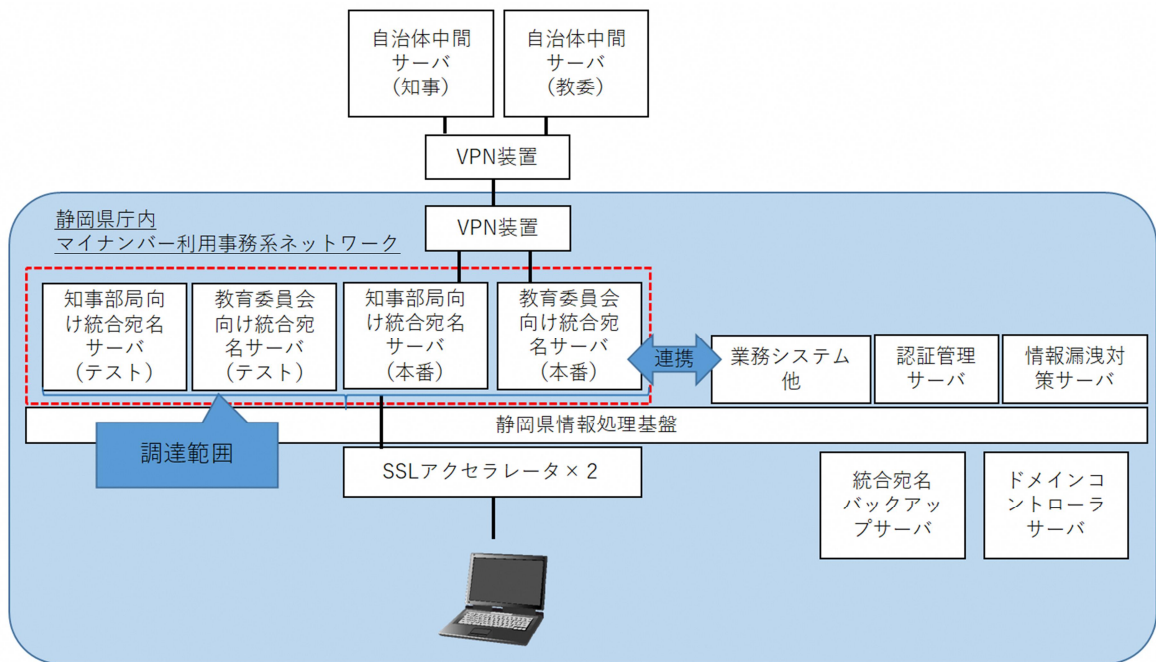 自治体中間
サーバ
（知事）
自治体中間
サーバ
（教委）
VPN装置
静岡県庁内
マイナンバー利用事務系ネットワーク
VPN装置
知事部局向
け統合宛名
サーバ
（テスト）
教育委員会
向け統合宛
名サーバ
（テスト）
知事部局向
け統合宛名
サーバ
（本番）
教育委員会
向け統合宛
名サーバ
（本番）
連携
業務システム
他
認証管理
サーバ
情報漏洩対
策サーバ
静岡県情報処理基盤
調達範囲
SSLアクセラレータ×２
統合宛名
バックアッ
プサーバ
ドメインコ
ントローラ
サーバ